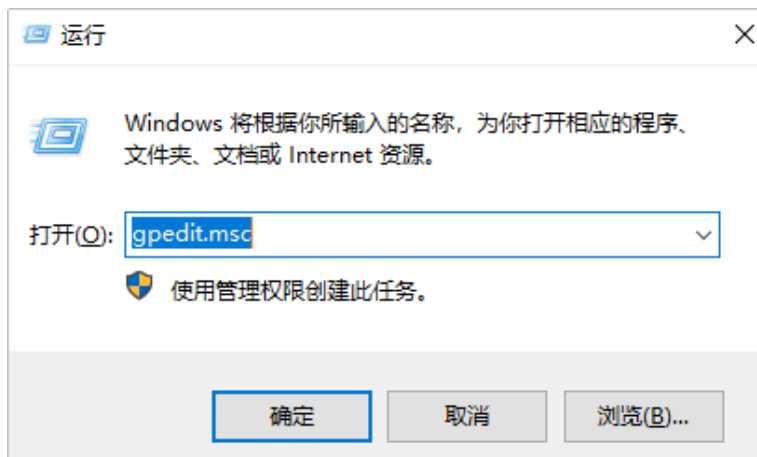 运行
Windows 将根据你所输入的名称，为你打开相应的程序、
文件夹、文档或 Internet 资源。
打开(O): gpedit.msc
使用管理权限创建此任务。
确定 取消 浏览(B)...